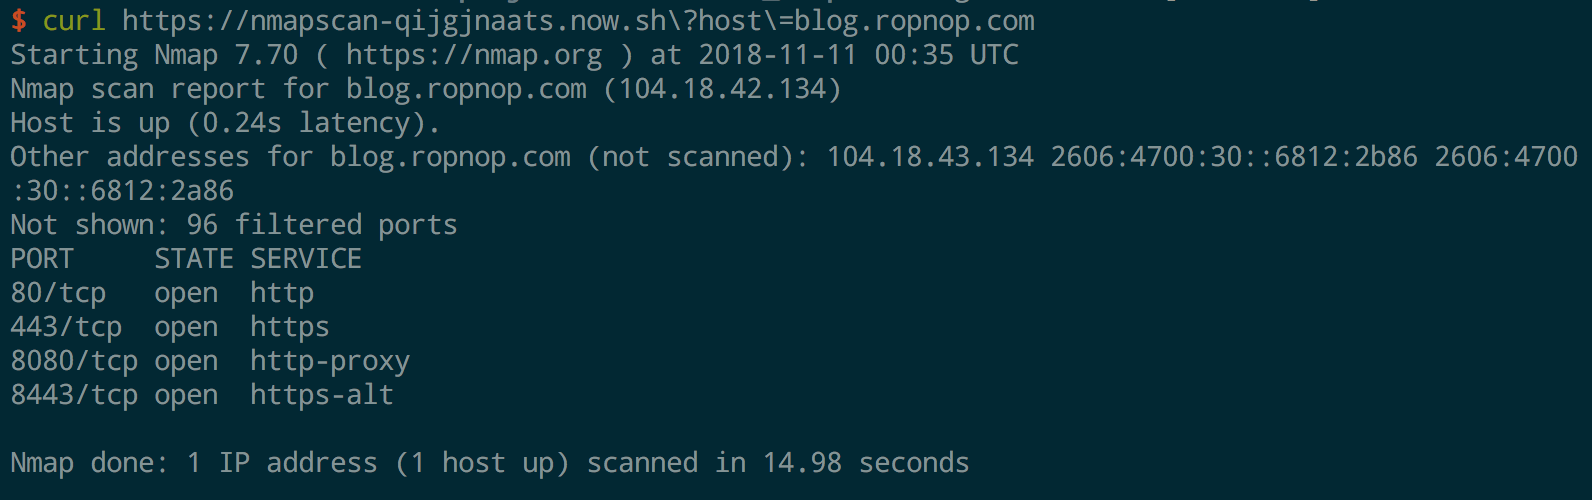 $ curl https://nmapscan-qijgjnaats.now.sh\?host\=blog.ropnop.com
Starting Nmap 7.70 ( https://nmap.org ) at 2018-11-11 00:35 UTC
Nmap scan report for blog.ropnop.com (104.18.42.134)
Host is up (0.24s latency).
Other addresses for blog.ropnop.com (not scanned): 104.18.43.134 2606:4700:30::6812:2b86 2606:4700
:30::6812:2a86
Not shown: 96 filtered ports
PORT     STATE SERVICE
80/tcp   open  http
443/tcp  open  https
8080/tcp open  http-proxy
8443/tcp open  https-alt
Nmap done: 1 IP address (1 host up) scanned in 14.98 seconds